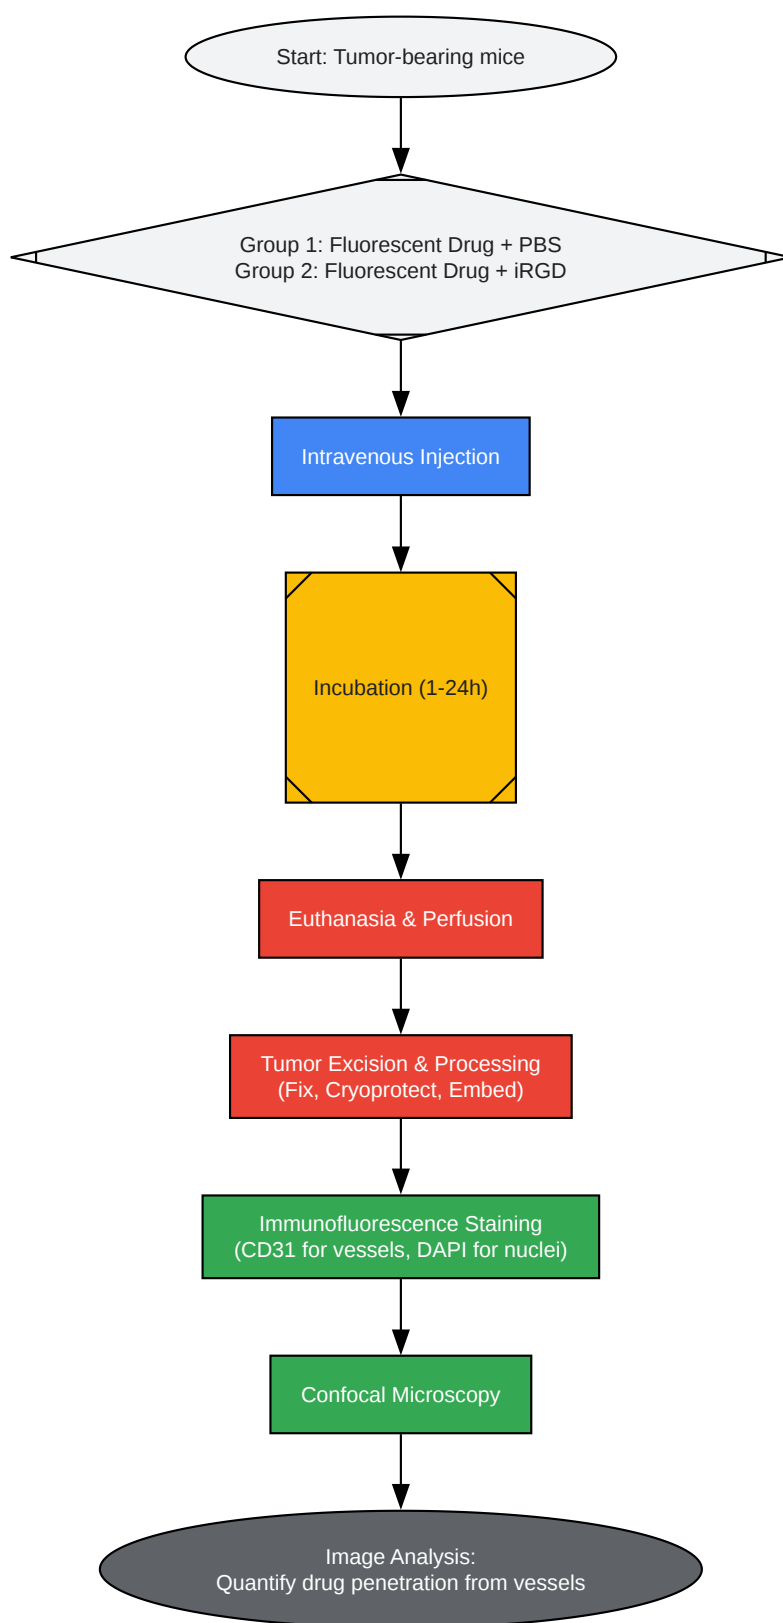 Start: Tumor-bearing mice
Group 1: Fluorescent Drug + PBS
Group 2: Fluorescent Drug + iRGD
Intravenous Injection
Incubation (1-24h)
Euthanasia & Perfusion
Tumor Excision & Processing
(Fix, Cryoprotect, Embed)
Immunofluorescence Staining
(CD31 for vessels, DAPI for nuclei)
Confocal Microscopy
Image Analysis:
Quantify drug penetration from vessels